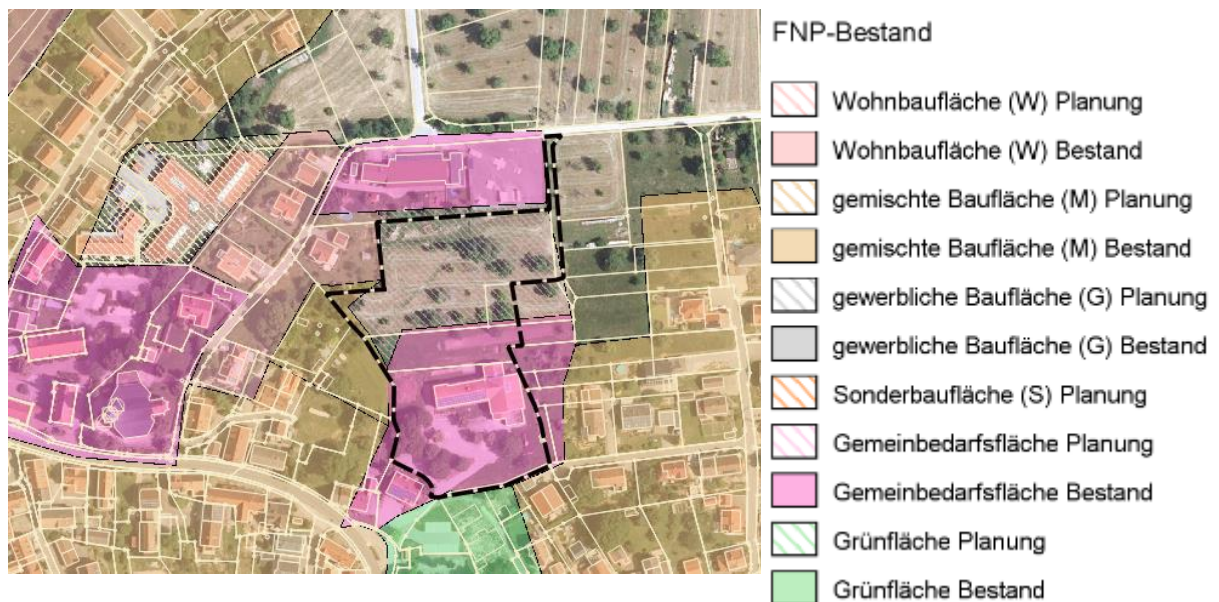 FNP-Bestand
Wohnbaufläche (W) Planung
Wohnbaufläche (W) Bestand
gemischte Baufläche (M) Planung
gemischte Baufläche (M) Bestand
gewerbliche Baufläche (G) Planung
gewerbliche Baufläche (G) Bestand
Sonderbaufläche (S) Planung
Gemeinbedarfsfläche Planung
Gemeinbedarfsfläche Bestand
Grünfläche Planung
Grünfläche Bestand